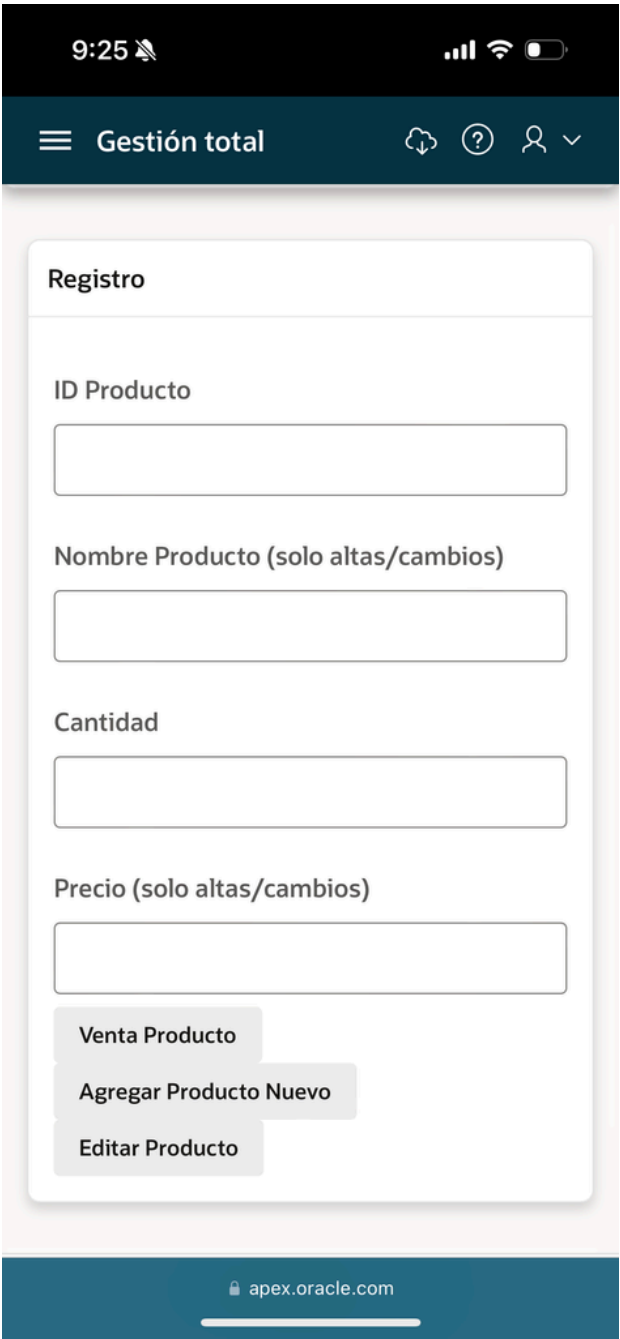 9:25
Gestión total
Registro
ID Producto
Nombre Producto (solo altas/cambios)
Cantidad
Precio (solo altas/cambios)
Venta Producto
Agregar Producto Nuevo
Editar Producto
apex.oracle.com